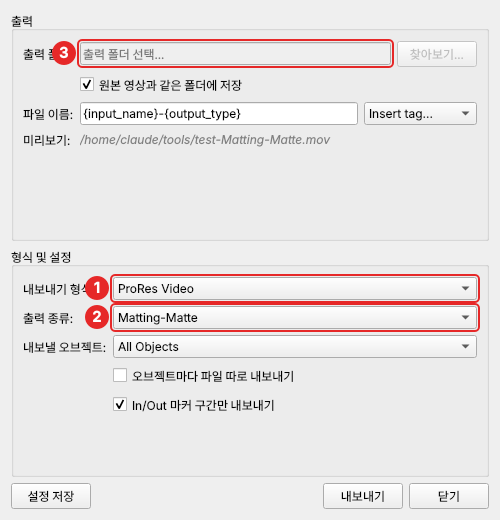 출력
출력 폴
3
출력 폴더 선택...
찾아보기...
원본 영상과 같은 폴더에 저장
파일 이름:
{input_name}-{output_type}
Insert tag...
미리보기:
/home/claude/tools/test-Matting-Matte.mov
형식 및 설정
내보내기 형식
1
ProRes Video
출력 종류:
2
Matting-Matte
내보낼 오브젝트:
All Objects
오브젝트마다 파일 따로 내보내기
In/Out 마커 구간만 내보내기
설정 저장
내보내기
닫기